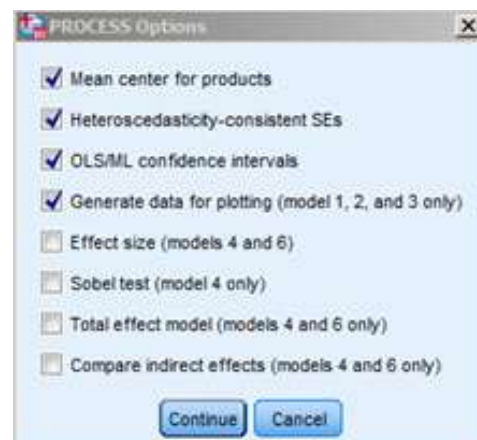 PROCESS Options
Mean center for products
Heteroscedasticity-consistent SEs
OLS/ML confidence intervals
Generate data for plotting (model 1, 2, and 3 only)
Effect size (models 4 and 6)
Sobel test (model 4 only)
Total effect model (models 4 and 6 only)
Compare indirect effects (models 4 and 6 only)
Continue Cancel